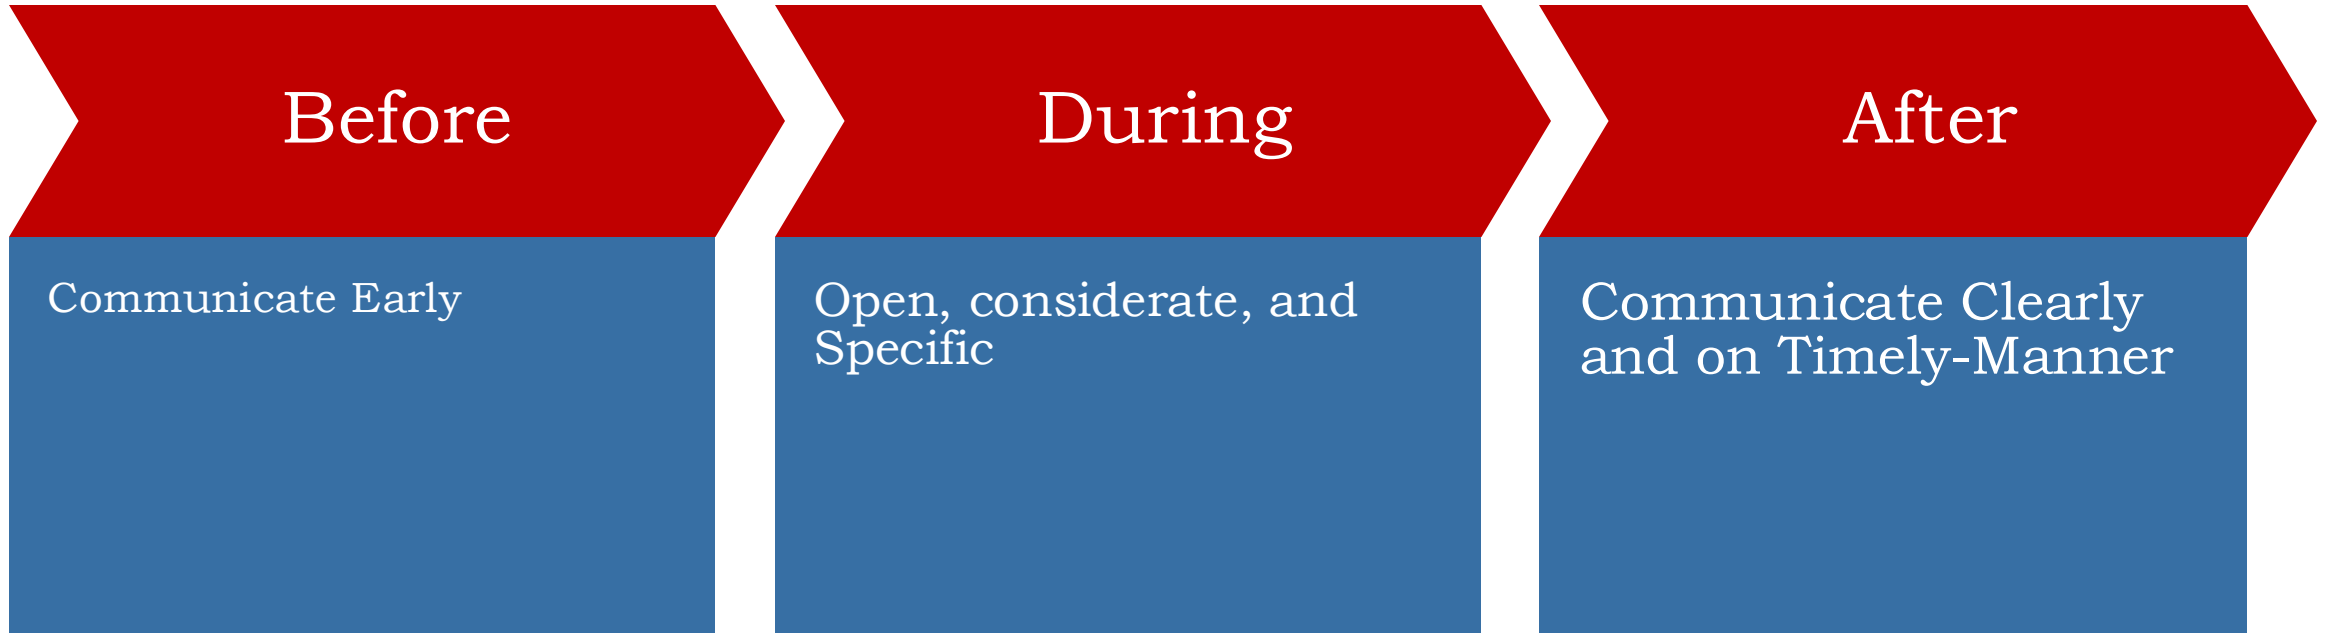 Before
Communicate Early
During
Open, considerate, and
Specific
After
Communicate Clearly
and on Timely-Manner